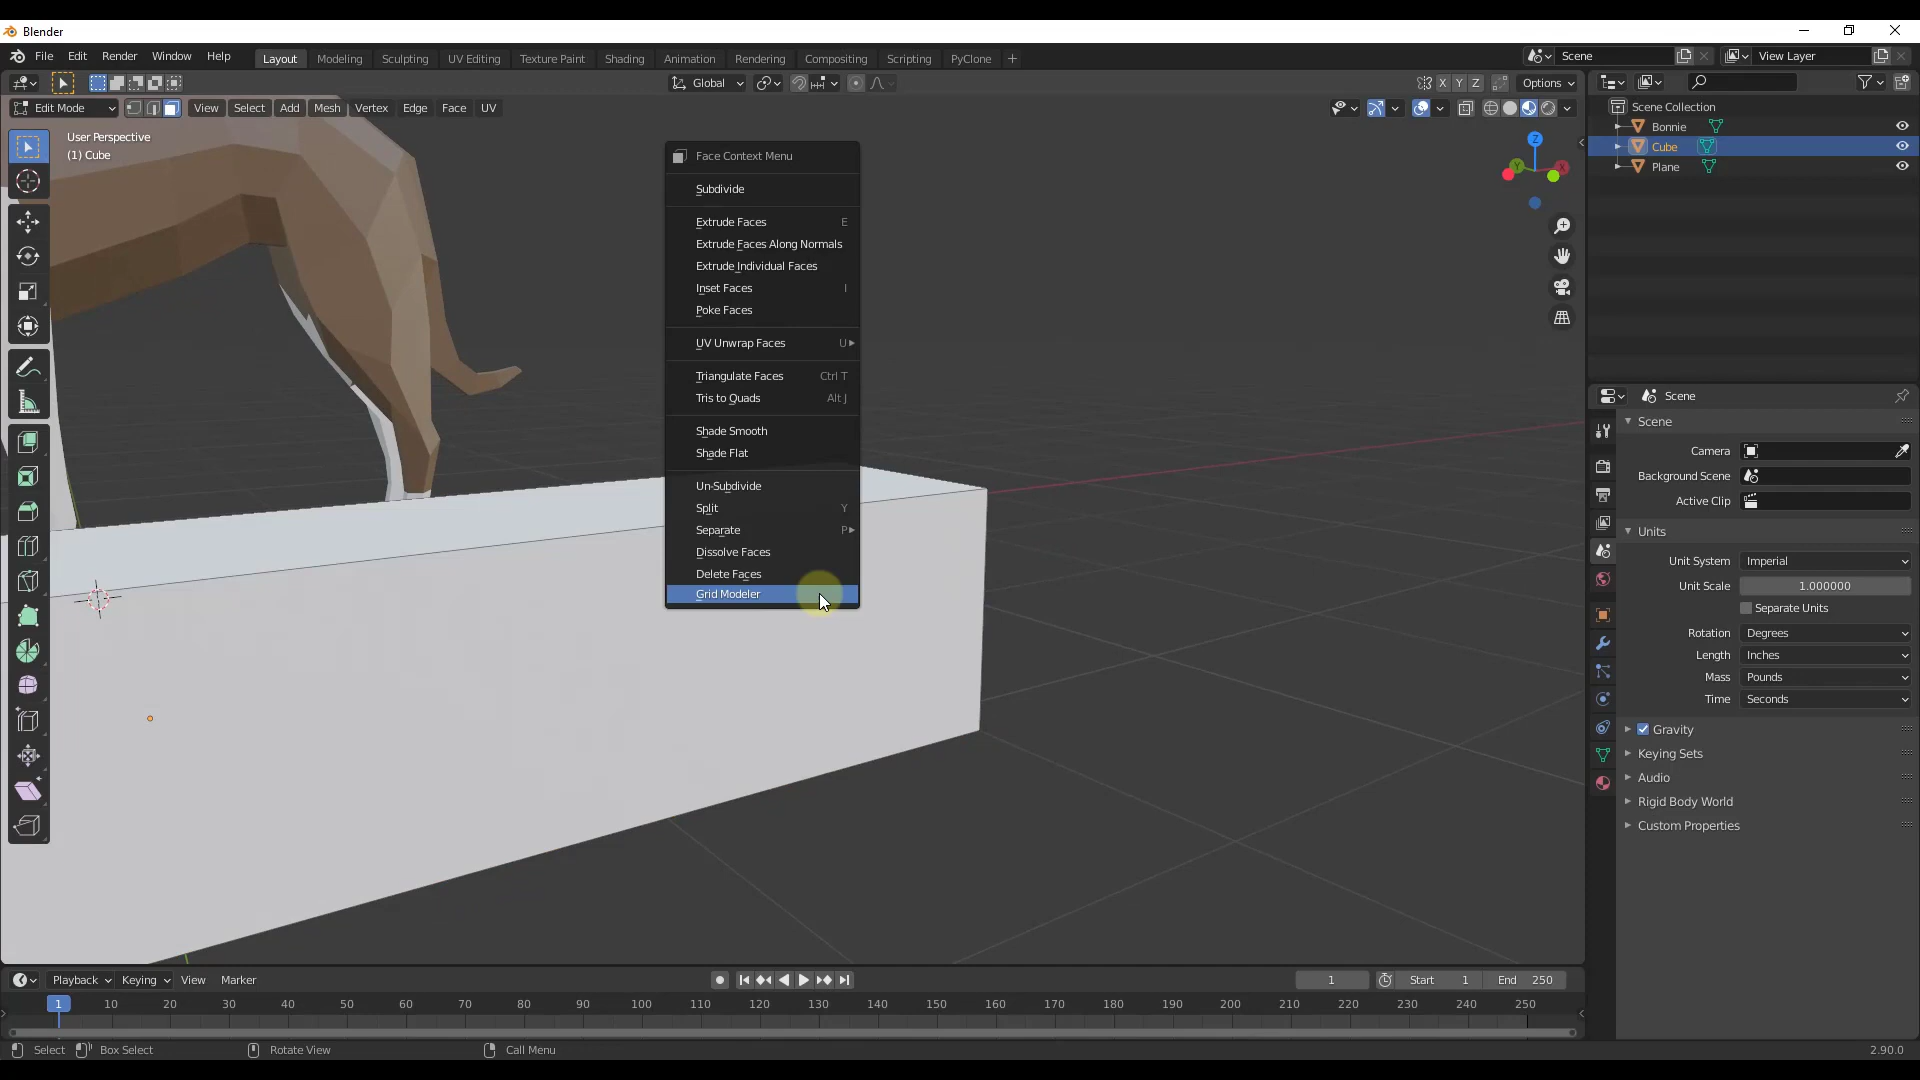 Blender
File Edit Render Window Help Layout Modeling Sculpting UV Editing Texture Paint Shading Animation Rendering Compositing Scripting PyClone + Scene View Layer
Global X Y Z Options
Edit Mode View Select Add Mesh Vertex Edge Face UV
User Perspective
(1) Cube
Face Context Menu
Subdivide
Extrude Faces E
Extrude Faces Along Normals
Extrude Individual Faces
Inset Faces I
Poke Faces
UV Unwrap Faces U
Triangulate Faces Ctrl T
Tris to Quads Alt J
Shade Smooth
Shade Flat
Un-Subdivide
Split Y
Separate P
Dissolve Faces
Delete Faces
Grid Modeler
Z
Y X
Scene Collection
Bonnie
Cube
Plane
Scene
Scene
Camera
Background Scene
Active Clip
Units
Unit System Imperial
Unit Scale 1.000000
Separate Units
Rotation Degrees
Length Inches
Mass Pounds
Time Seconds
Gravity
Keying Sets
Audio
Rigid Body World
Custom Properties
Playback Keying View Marker 1 Start 1 End 250
1 10 20 30 40 50 60 70 80 90 100 110 120 130 140 150 160 170 180 190 200 210 220 230 240 250
Select Box Select Rotate View Call Menu 2.90.0